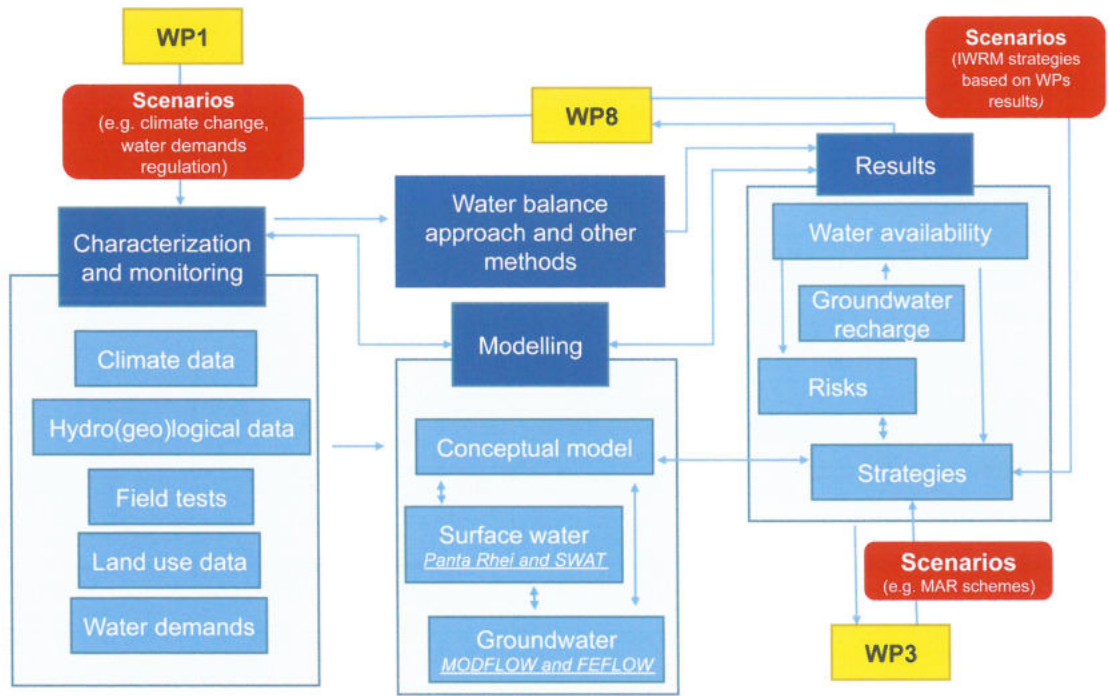 WP1
Scenarios
(e.g. climate change,
water demands
regulation)
WP8
Scenarios
(IWRM strategies
based on WPs
results)
Characterization
and monitoring
Climate data
Hydro(geo)logical data
Field tests
Land use data
Water demands
Water balance
approach and other
methods
Modelling
Conceptual model
Surface water
Panta Rhei and SWAT
Groundwater
MODFLOW and FEFLOW
Results
Water availability
Groundwater
recharge
Risks
Strategies
Scenarios
(e.g. MAR schemes)
WP3